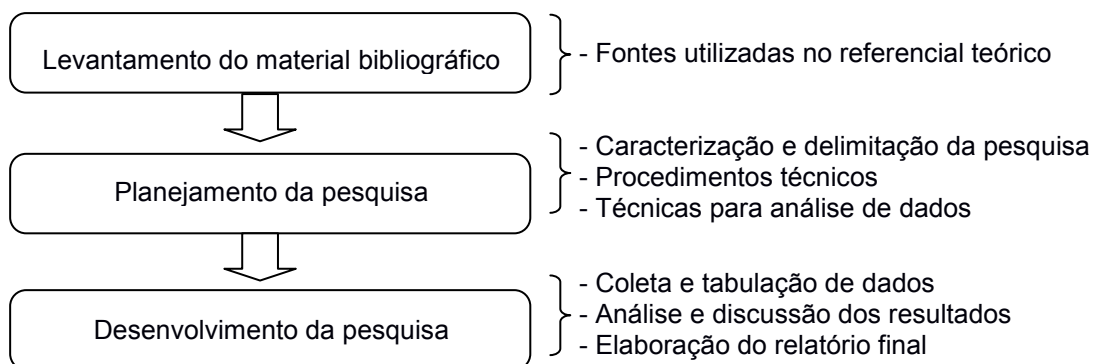 Levantamento do material bibliográfico
- Fontes utilizadas no referencial teórico
Planejamento da pesquisa
- Caracterização e delimitação da pesquisa
- Procedimentos técnicos
- Técnicas para análise de dados
Desenvolvimento da pesquisa
- Coleta e tabulação de dados
- Análise e discussão dos resultados
- Elaboração do relatório final